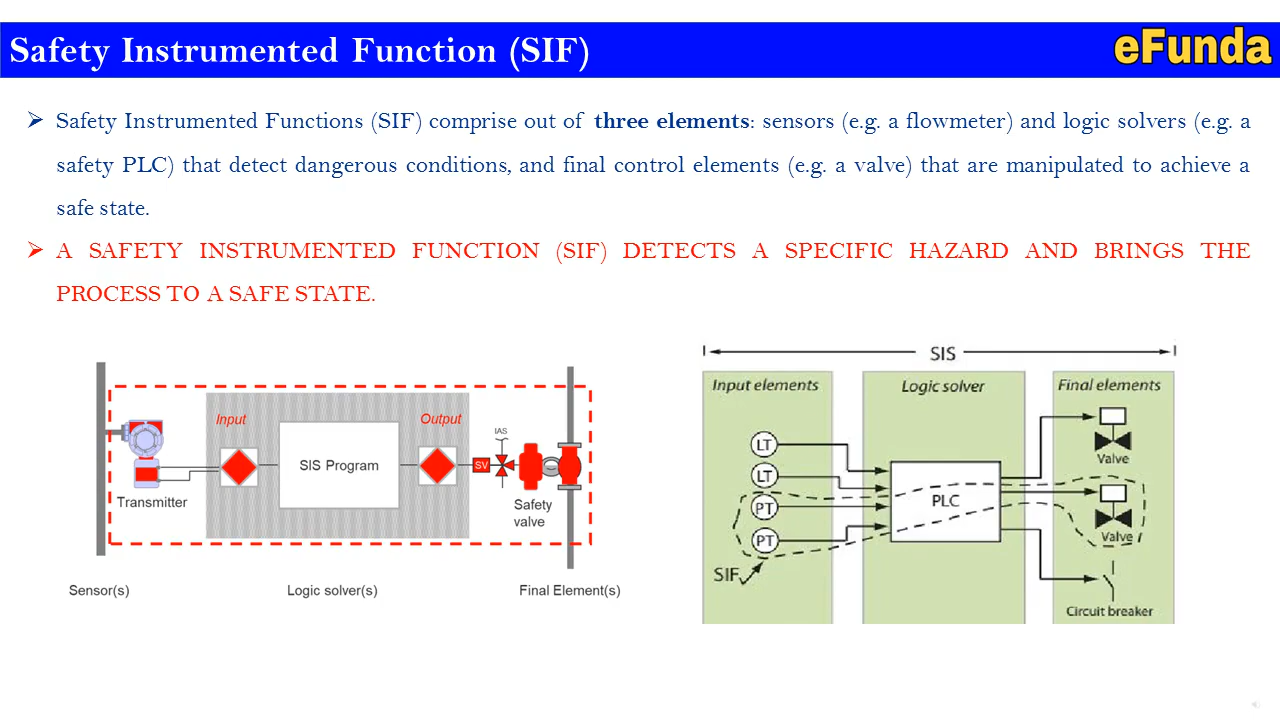 Safety Instrumented Function (SIF)
eFunda
➢ Safety Instrumented Functions (SIF) comprise out of three elements: sensors (e.g. a flowmeter) and logic solvers (e.g. a
safety PLC) that detect dangerous conditions, and final control elements (e.g. a valve) that are manipulated to achieve a
safe state.
➢ A SAFETY INSTRUMENTED FUNCTION (SIF) DETECTS A SPECIFIC HAZARD AND BRINGS THE
PROCESS TO A SAFE STATE.
Input
Output
IAS
SIS Program
SV
Transmitter
Safety
valve
Sensor(s)
Logic solver(s)
Final Element(s)
SIS
Input elements
Logic solver
Final elements
LT
LT
PT
PT
PLC
Valve
Valve
SIF
Circuit breaker